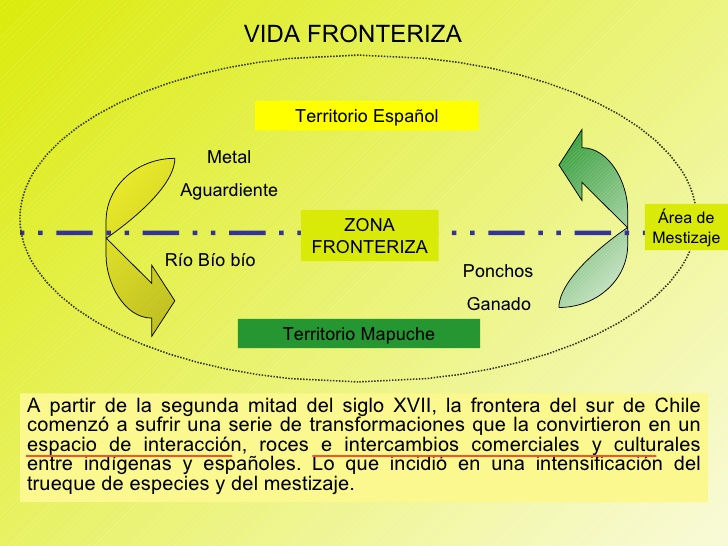 VIDA FRONTERIZA
Territorio Español
Metal
Aguardiente
ZONA
FRONTERIZA
Área de
Mestizaje
Río Bío bío
Ponchos
Ganado
Territorio Mapuche
A partir de la segunda mitad del siglo XVII, la frontera del sur de Chile
comenzó a sufrir una serie de transformaciones que la convirtieron en un
espacio de interacción, roces e intercambios comerciales y culturales
entre indígenas y españoles. Lo que incidió en una intensificación del
trueque de especies y del mestizaje.